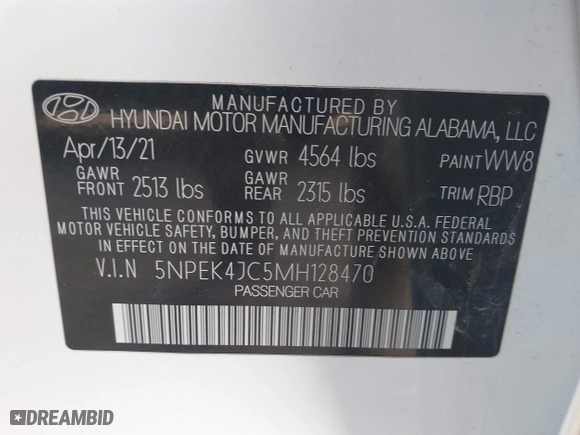 MANUFACTURED BY
HYUNDAI MOTOR MANUFACTURING ALABAMA, LLC
Apr/13/21 GVWR 4564 lbs PAINT WW8
GAWR FRONT 2513 lbs GAWR REAR 2315 lbs TRIM RBP
THIS VEHICLE CONFORMS TO ALL APPLICABLE U.S. FEDERAL
MOTOR VEHICLE SAFETY, BUMPER, AND THEFT PREVENTION STANDARDS
IN EFFECT ON THE DATE OF MANUFACTURE SHOWN ABOVE.
V.I.N 5NPEK4JC5MH128470
PASSENGER CAR
DREAMBID